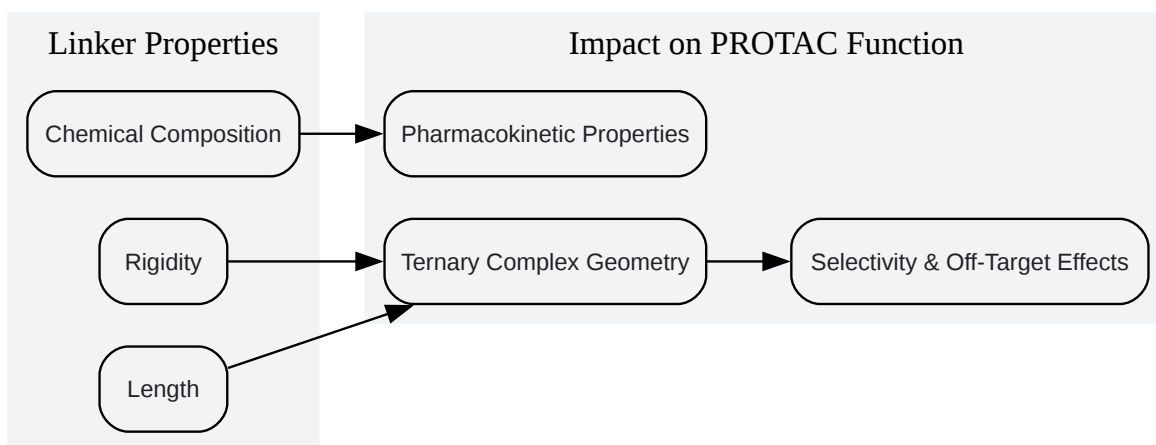 Linker Properties
Impact on PROTAC Function
Chemical Composition
Pharmacokinetic Properties
Rigidity
Ternary Complex Geometry
Selectivity & Off-Target Effects
Length